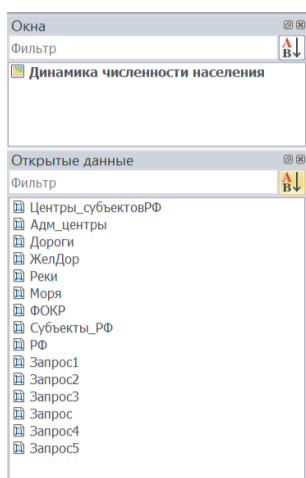 Окна
Фильтр
Динамика численности населения
Открытые данные
Фильтр
Центры_субъектовРФ
Адм_центры
Дороги
ЖелДор
Реки
Моря
ФОКР
Субъекты_РФ
РФ
Запрос1
Запрос2
Запрос3
Запрос
Запрос4
Запрос5